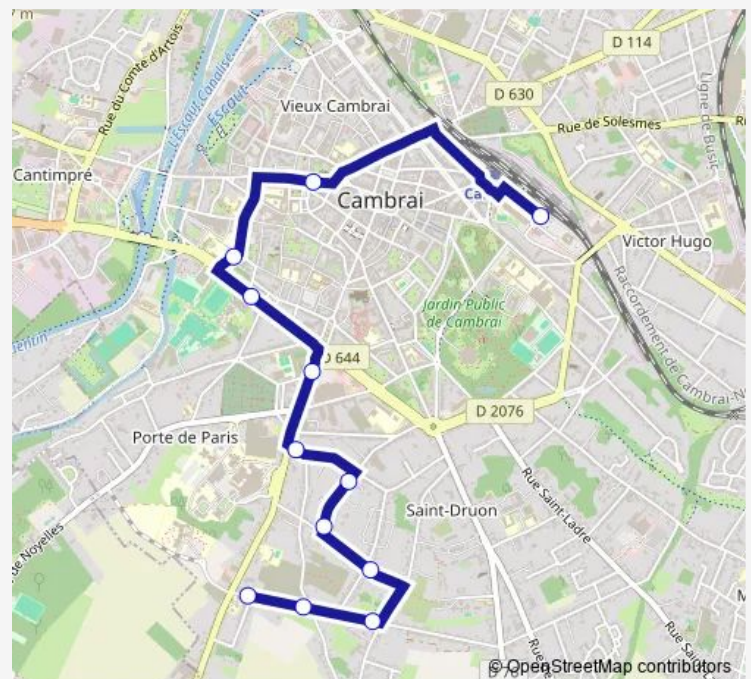 7 m
D 114
Rue du Comte d'Artois
L'Escaut Canalisé
Escaut
D 630
Vieux Cambrai
Rue de Solesmes
Ligne de Busig
Cantimpré
Cambrai
Ca
Victor Hugo
Jardin Public
de Cambrai
Raccordement de Cambrai-N
D 644
D 2076
Porte de Paris
Rue Saint-Ladre
Saint-Druon
de Noyelles
© OpenStreetMap contributors